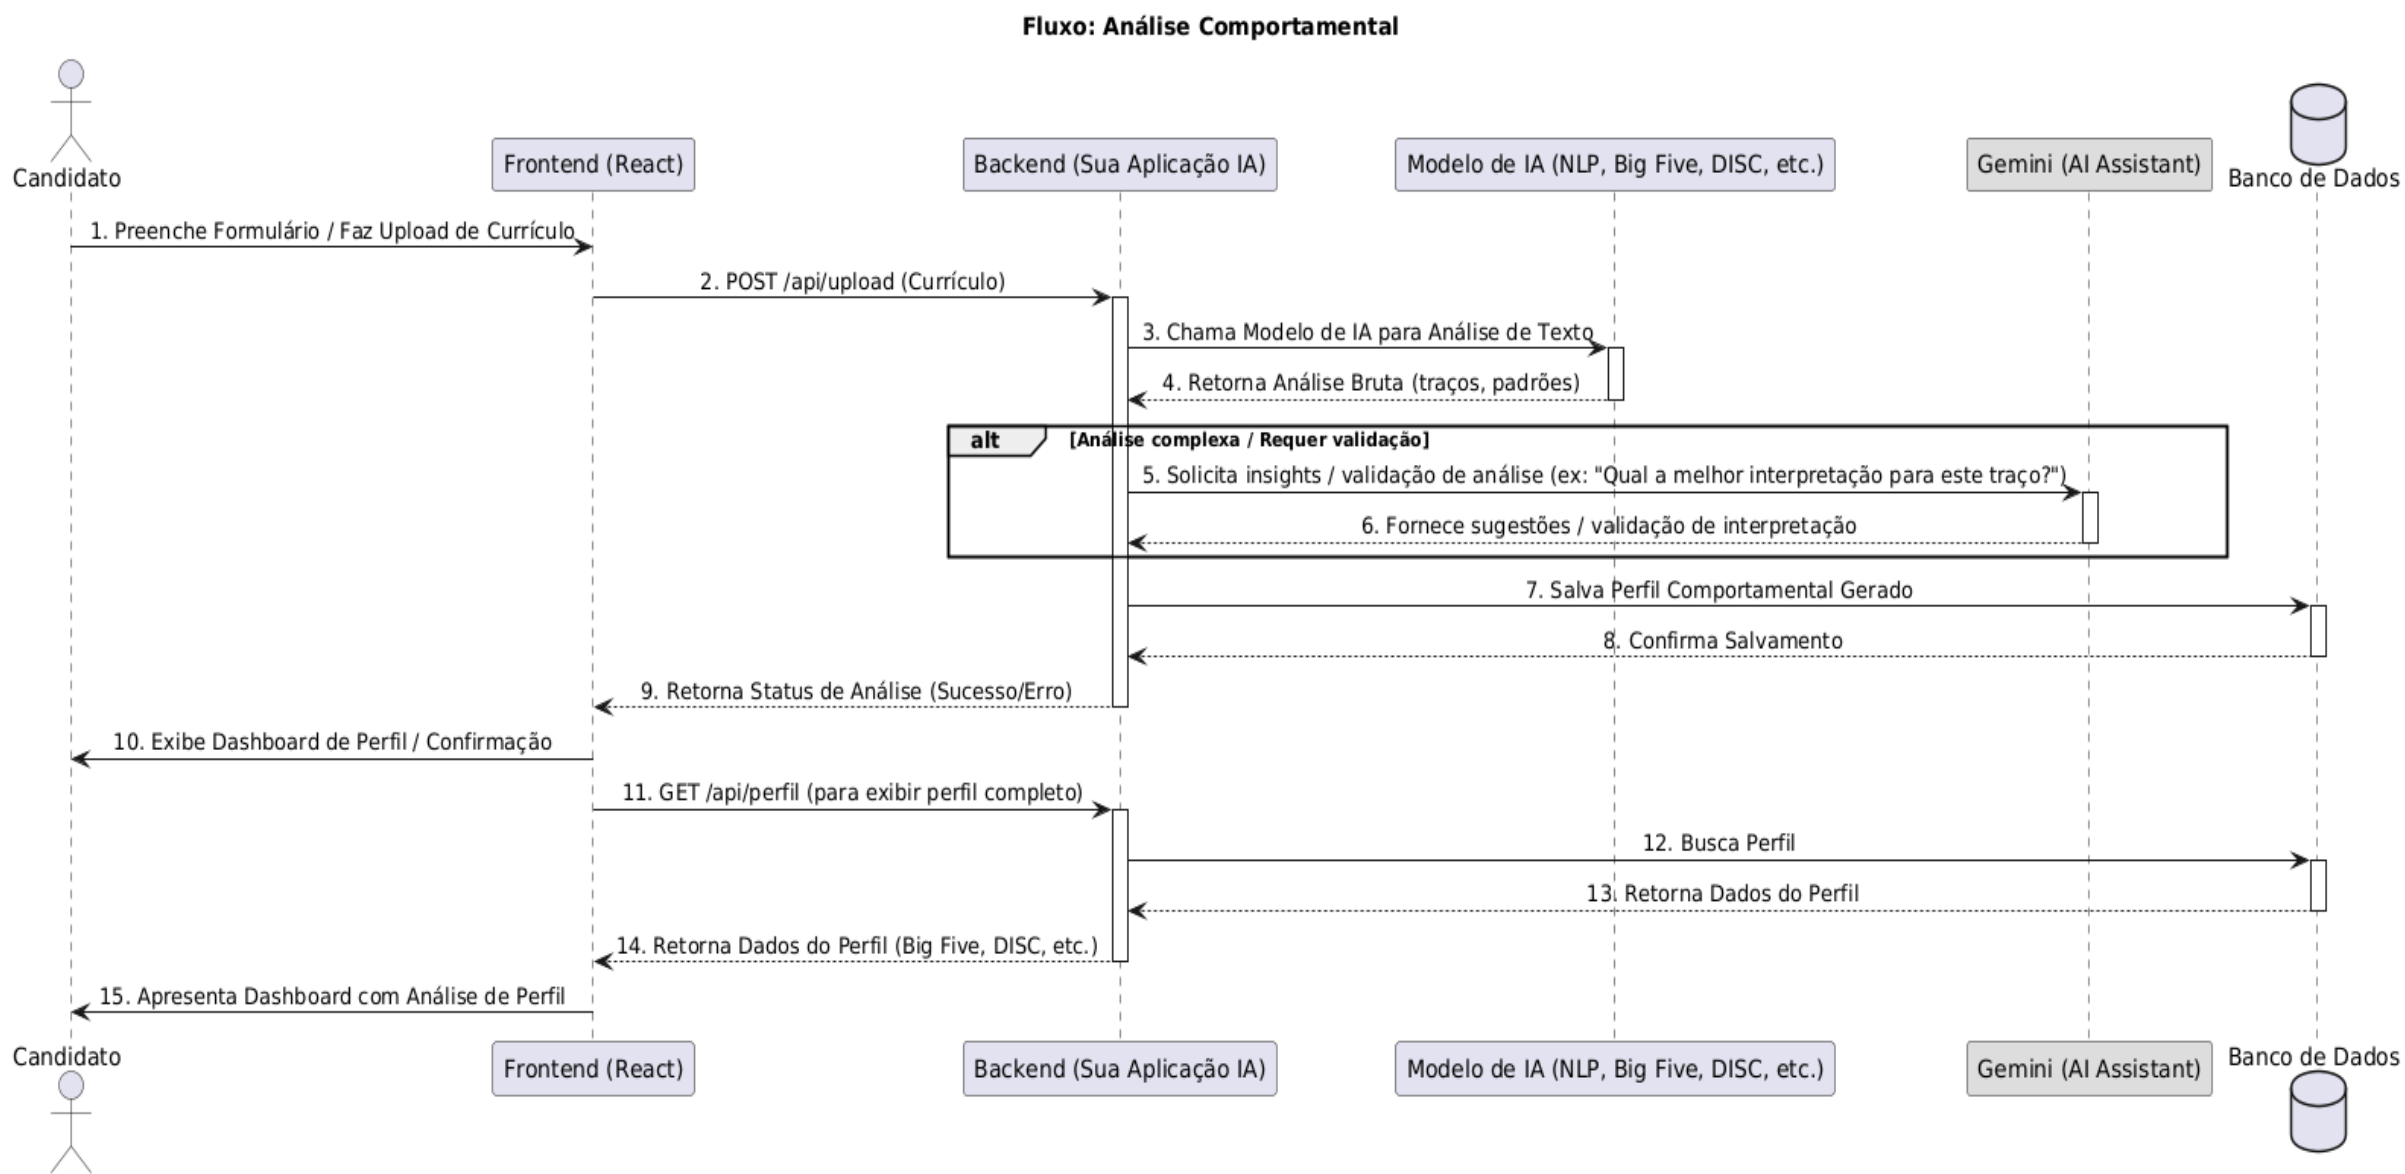 Fluxo: Análise Comportamental
Candidato
Frontend (React)
Backend (Sua Aplicação IA)
Modelo de IA (NLP, Big Five, DISC, etc.)
Gemini (AI Assistant)
Banco de Dados
1. Preenche Formulário / Faz Upload de Currículo
2. POST /api/upload (Currículo)
3. Chama Modelo de IA para Análise de Texto
4. Retorna Análise Bruta (traços, padrões)
alt
[Análise complexa / Requer validação]
5. Solicita insights / validação de análise (ex: "Qual a melhor interpretação para este traço?")
6. Fornece sugestões / validação de interpretação
7. Salva Perfil Comportamental Gerado
8. Confirma Salvamento
9. Retorna Status de Análise (Sucesso/Erro)
10. Exibe Dashboard de Perfil / Confirmação
11. GET /api/perfil (para exibir perfil completo)
12. Busca Perfil
13. Retorna Dados do Perfil
14. Retorna Dados do Perfil (Big Five, DISC, etc.)
15. Apresenta Dashboard com Análise de Perfil
Candidato
Frontend (React)
Backend (Sua Aplicação IA)
Modelo de IA (NLP, Big Five, DISC, etc.)
Gemini (AI Assistant)
Banco de Dados